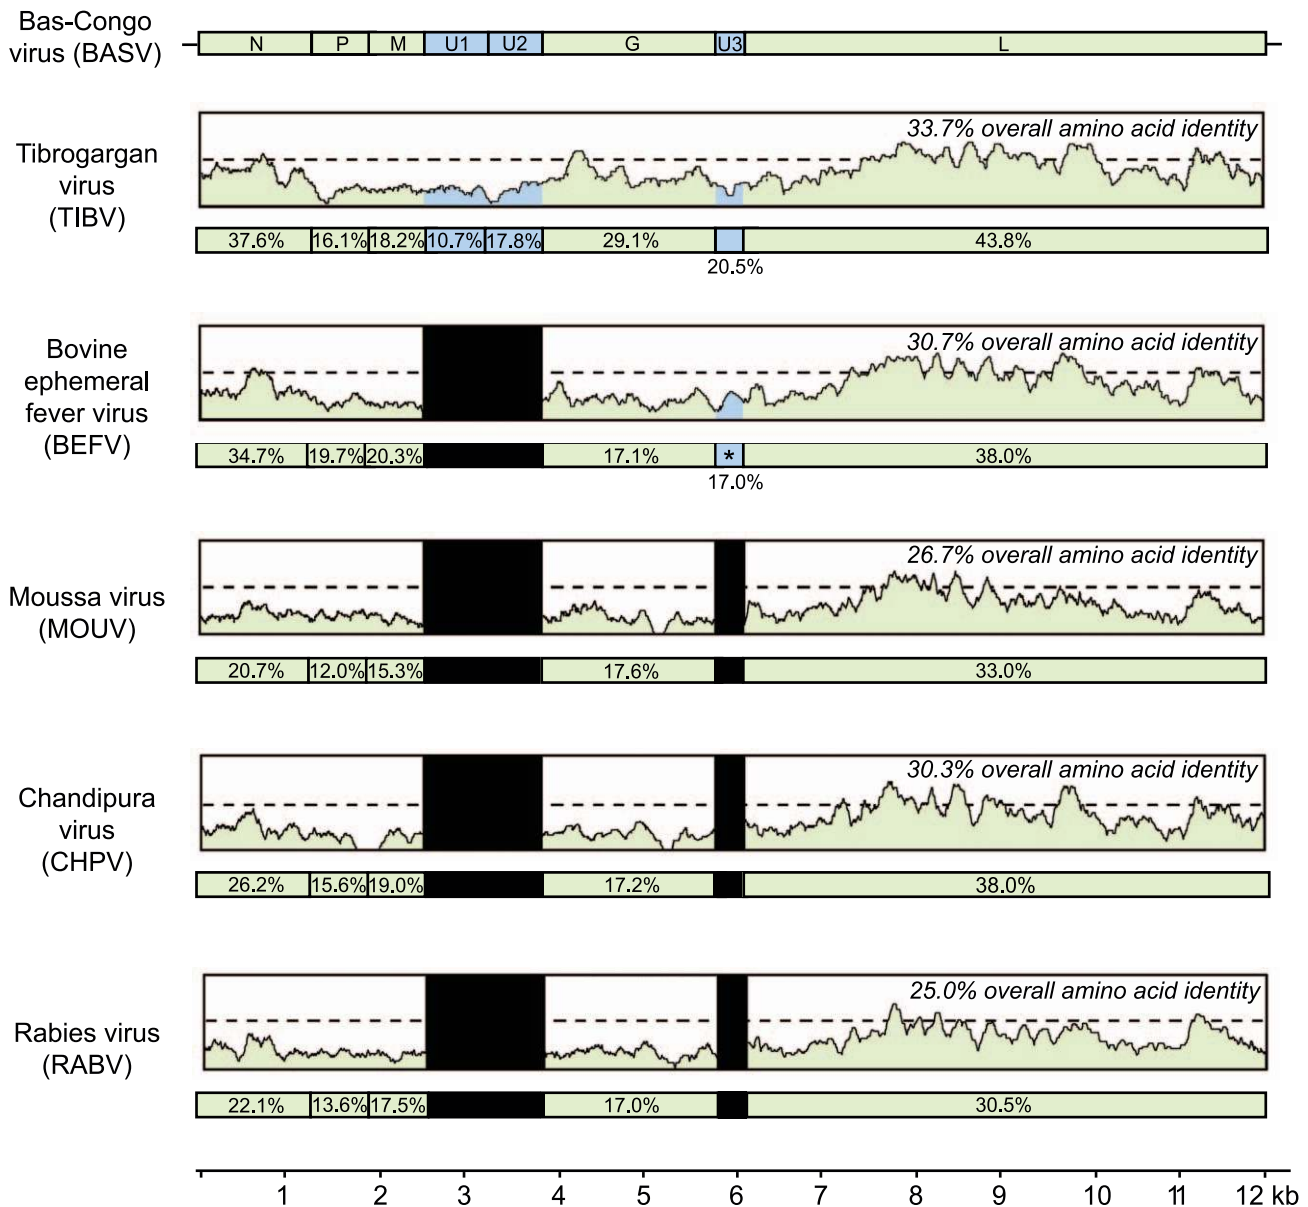 Bas-Congo
virus (BASV)
N P M U1 U2 G U3 L
Tibrogargan
virus
(TIBV)
33.7% overall amino acid identity
37.6% 16.1% 18.2% 10.7% 17.8% 29.1% 43.8%
20.5%
Bovine
ephemeral
fever virus
(BEFV)
30.7% overall amino acid identity
34.7% 19.7% 20.3% 17.1% * 38.0%
17.0%
Moussa virus
(MOUV)
26.7% overall amino acid identity
20.7% 12.0% 15.3% 17.6% 33.0%
Chandipura
virus
(CHPV)
30.3% overall amino acid identity
26.2% 15.6% 19.0% 17.2% 38.0%
Rabies virus
(RABV)
25.0% overall amino acid identity
22.1% 13.6% 17.5% 17.0% 30.5%
1 2 3 4 5 6 7 8 9 10 11 12 kb